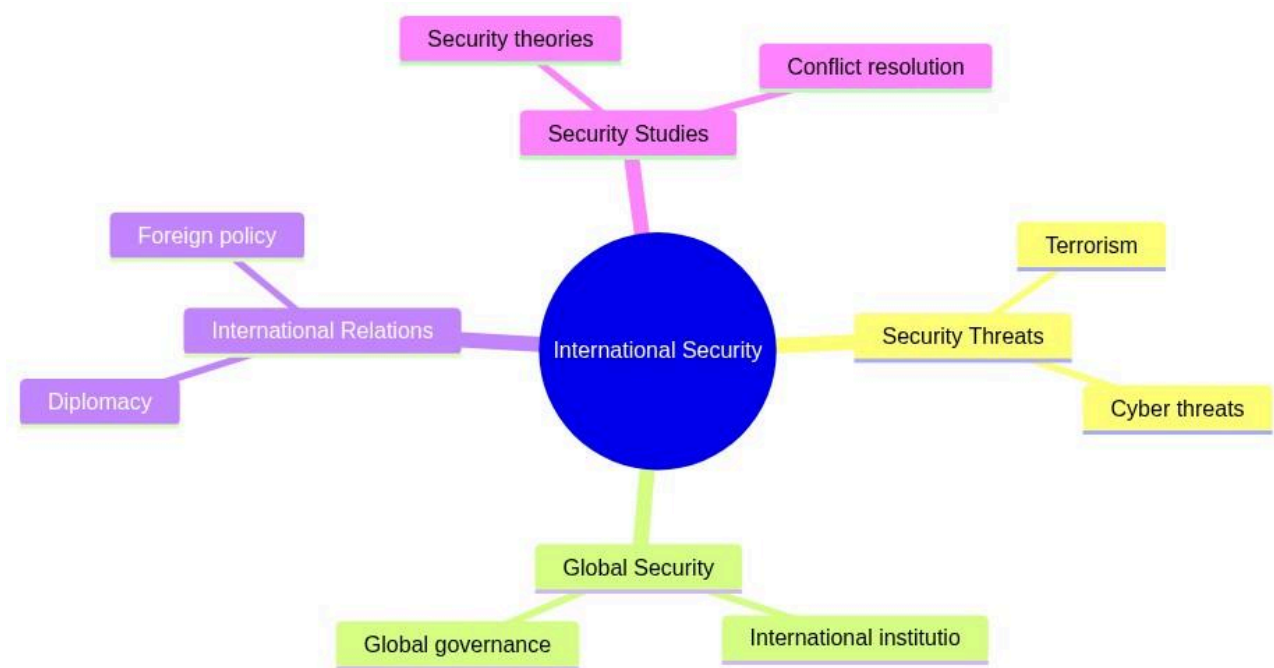 Security theories
Conflict resolution
Security Studies
Foreign policy
Terrorism
International Relations
Security Threats
International Security
Diplomacy
Cyber threats
Global Security
Global governance
International institutio